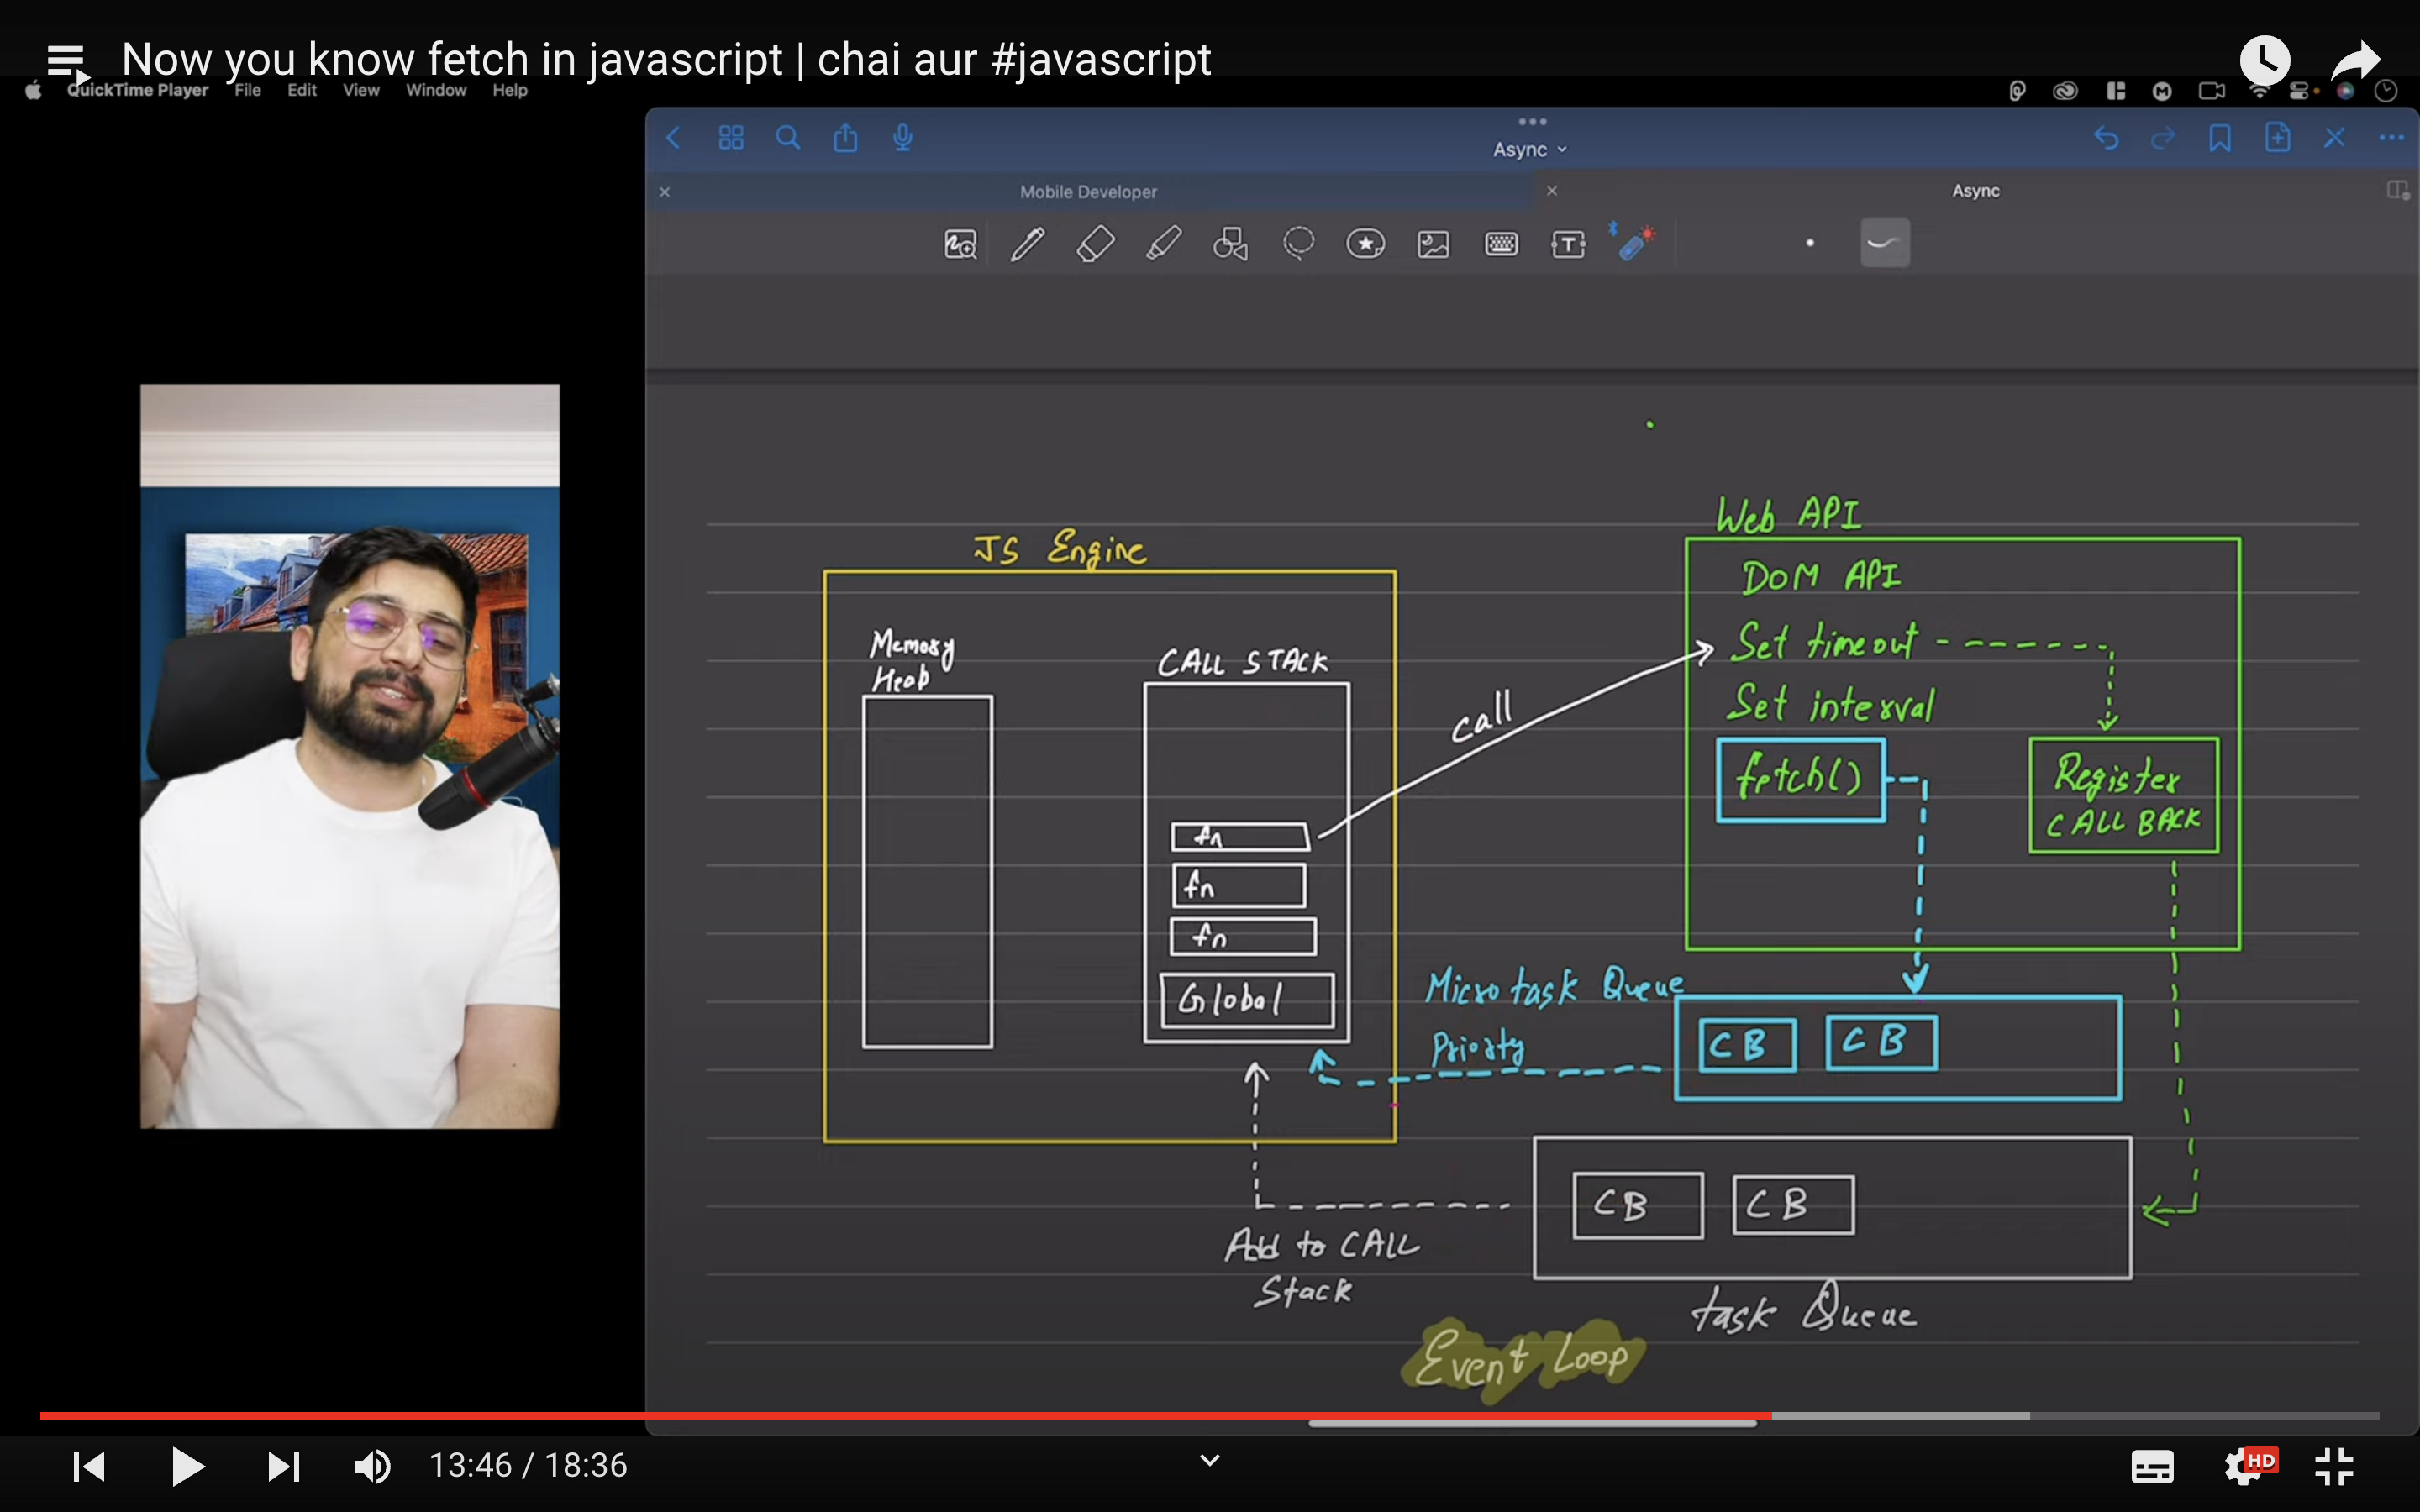 Now you know fetch in javascript | chai aur #javascript
QuickTime Player File Edit View Window Help
Async
Mobile Developer
Async
T
JS Engine
Memory
Heap
CALL STACK
fn
fn
fn
Global
call
Web API
DOM API
Set timeout
Set interval
fetch()
Register
CALL BACK
Micro task Queue
Priority
CB CB
CB CB
Add to CALL
Stack
task Queue
Event Loop
13:46 / 18:36
HD